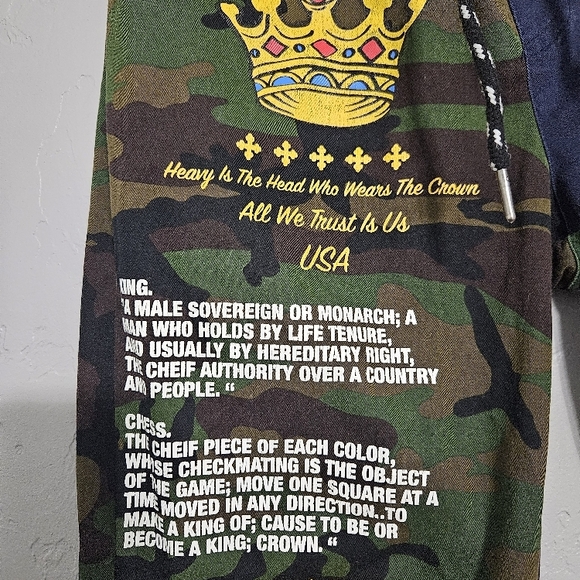 Heavy Is The Head Who Wears The Crown
All We Trust Is Us
USA
KING.
"A MALE SOVEREIGN OR MONARCH; A
MAN WHO HOLDS BY LIFE TENURE,
AND USUALLY BY HEREDITARY RIGHT,
THE CHEIF AUTHORITY OVER A COUNTRY
AND PEOPLE. "
CHESS.
THE CHEIF PIECE OF EACH COLOR,
WHOSE CHECKMATING IS THE OBJECT
OF THE GAME; MOVE ONE SQUARE AT A
TIME MOVED IN ANY DIRECTION..TO
MAKE A KING OF; CAUSE TO BE OR
BECOME A KING; CROWN. "